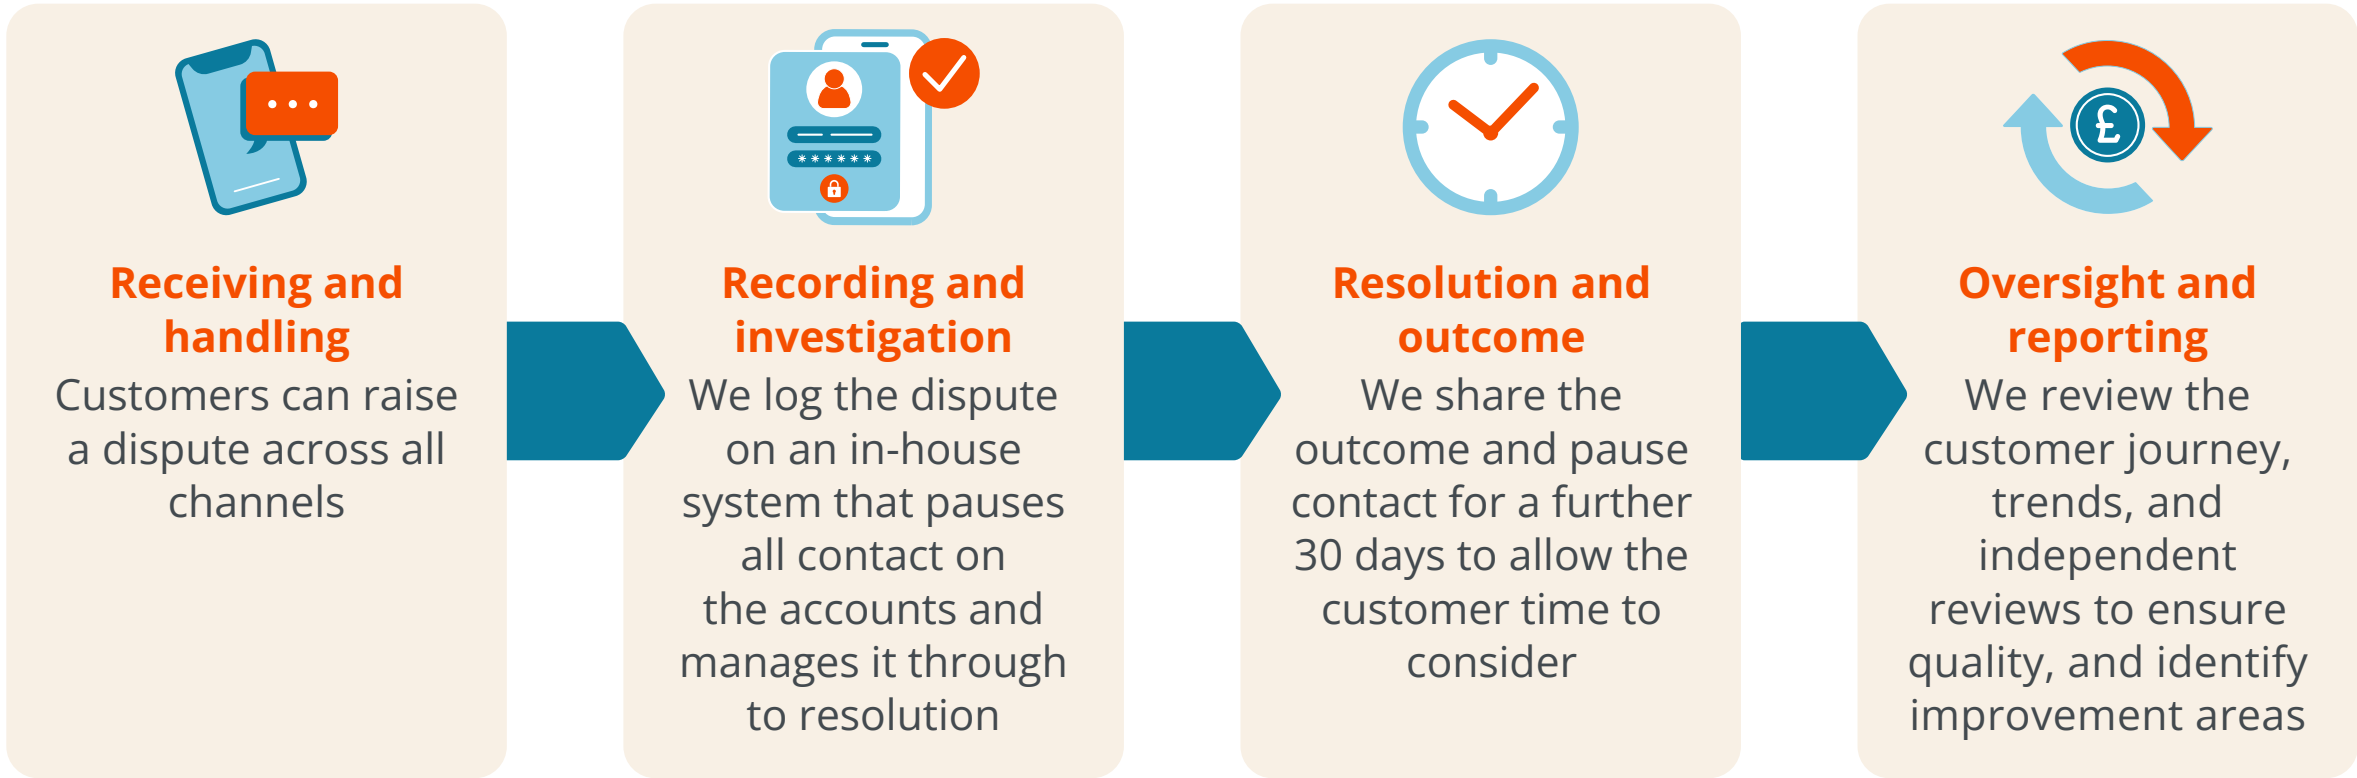 Receiving and
handling
Customers can raise
a dispute across all
channels
Recording and
investigation
We log the dispute
on an in-house
system that pauses
all contact on
the accounts and
manages it through
to resolution
Resolution and
outcome
We share the
outcome and pause
contact for a further
30 days to allow the
customer time to
consider
£
Oversight and
reporting
We review the
customer journey,
trends, and
independent
reviews to ensure
quality, and identify
improvement areas